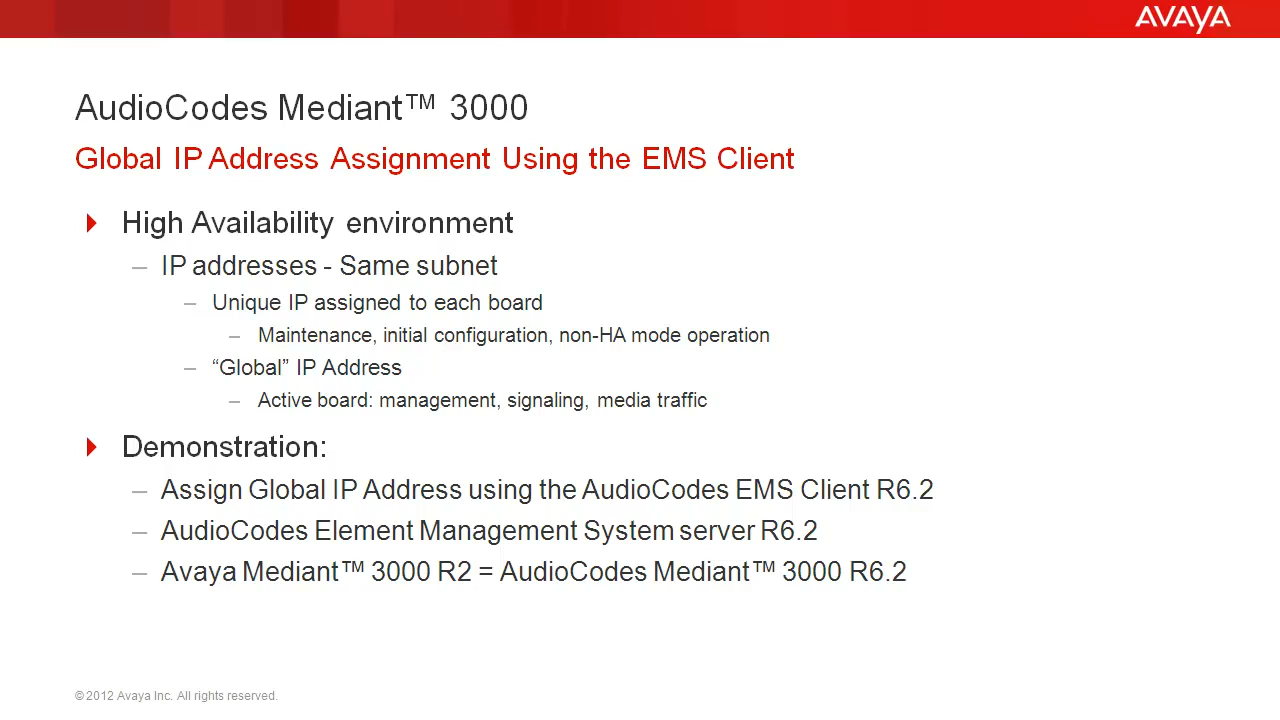 AVAYA
AudioCodes Mediant™ 3000
Global IP Address Assignment Using the EMS Client
High Availability environment
– IP addresses - Same subnet
– Unique IP assigned to each board
– Maintenance, initial configuration, non-HA mode operation
– “Global” IP Address
– Active board: management, signaling, media traffic
Demonstration:
– Assign Global IP Address using the AudioCodes EMS Client R6.2
– AudioCodes Element Management System server R6.2
– Avaya Mediant™ 3000 R2 = AudioCodes Mediant™ 3000 R6.2
© 2012 Avaya Inc. All rights reserved.